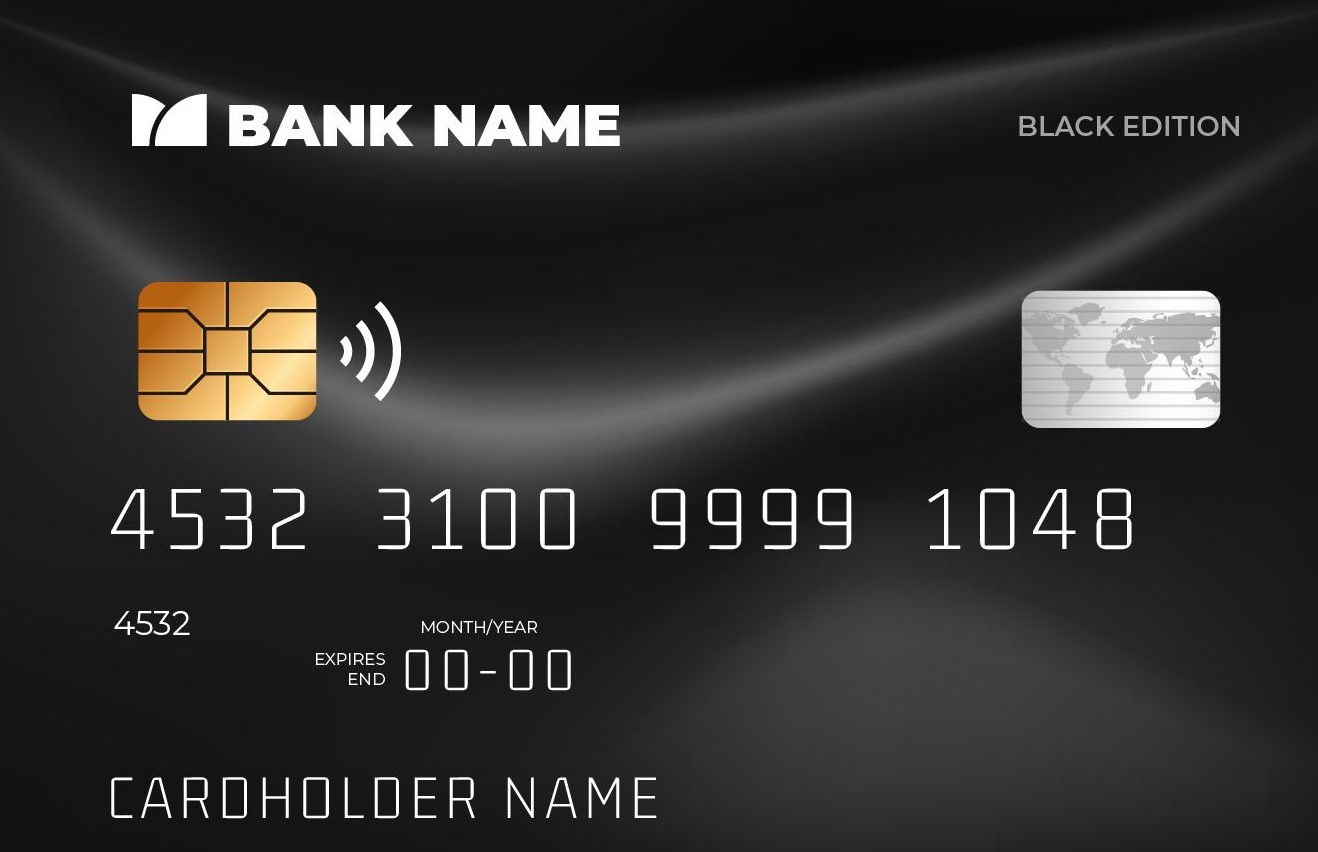 BANK NAME
BLACK EDITION
4532 3100 9999 1048
4532
MONTH/YEAR
EXPIRES
END
00-00
CARDHOLDER NAME